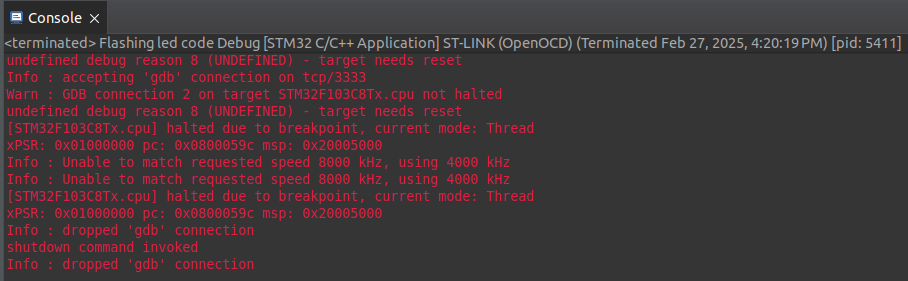 Console
<terminated> Flashing led code Debug [STM32 C/C++ Application] ST-LINK (OpenOCD) (Terminated Feb 27, 2025, 4:20:19 PM) [pid: 5411]
undefined debug reason 8 (UNDEFINED) - target needs reset
Info : accepting 'gdb' connection on tcp/3333
Warn : GDB connection 2 on target STM32F103C8Tx.cpu not halted
undefined debug reason 8 (UNDEFINED) - target needs reset
[STM32F103C8Tx.cpu] halted due to breakpoint, current mode: Thread
xPSR: 0x01000000 pc: 0x0800059c msp: 0x20005000
Info : Unable to match requested speed 8000 kHz, using 4000 kHz
Info : Unable to match requested speed 8000 kHz, using 4000 kHz
[STM32F103C8Tx.cpu] halted due to breakpoint, current mode: Thread
xPSR: 0x01000000 pc: 0x0800059c msp: 0x20005000
Info : dropped 'gdb' connection
shutdown command invoked
Info : dropped 'gdb' connection